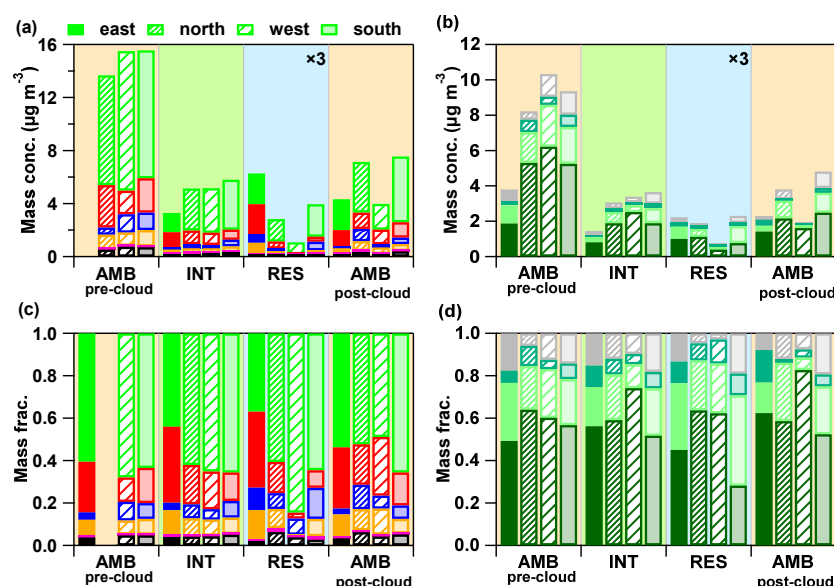 (a) east north west south
16
12
8
4
0
Mass conc. (µg m⁻³)
×3
AMB INT RES AMB
pre-cloud post-cloud
(b)
12
10
8
6
4
2
0
Mass conc. (µg m⁻³)
×3
AMB INT RES AMB
pre-cloud post-cloud
(c)
1.0
0.8
0.6
0.4
0.2
0.0
Mass frac.
AMB INT RES AMB
pre-cloud post-cloud
(d)
1.0
0.8
0.6
0.4
0.2
0.0
Mass frac.
AMB INT RES AMB
pre-cloud post-cloud